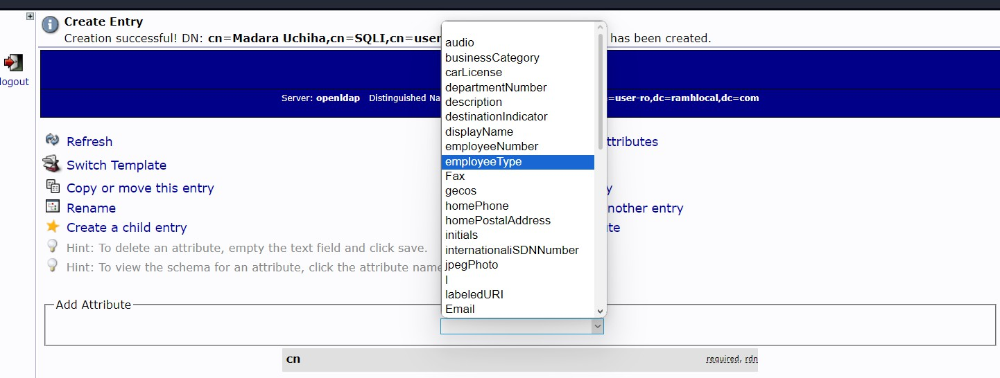 Create Entry
Creation successful! DN: cn=Madara Uchiha,cn=SQLI,cn=user has been created.
logout
Server: openldap Distinguished Na =user-ro,dc=ramhlocal,dc=com
Refresh
Switch Template
Copy or move this entry
Rename
Create a child entry
Hint: To delete an attribute, empty the text field and click save.
Hint: To view the schema for an attribute, click the attribute name
ttributes
y
nother entry
te
audio
businessCategory
carLicense
departmentNumber
description
destinationIndicator
displayName
employeeNumber
employeeType
Fax
gecos
homePhone
homePostalAddress
initials
internationaliSDNNumber
jpegPhoto
l
labeledURI
Email
Add Attribute
cn required, rdn